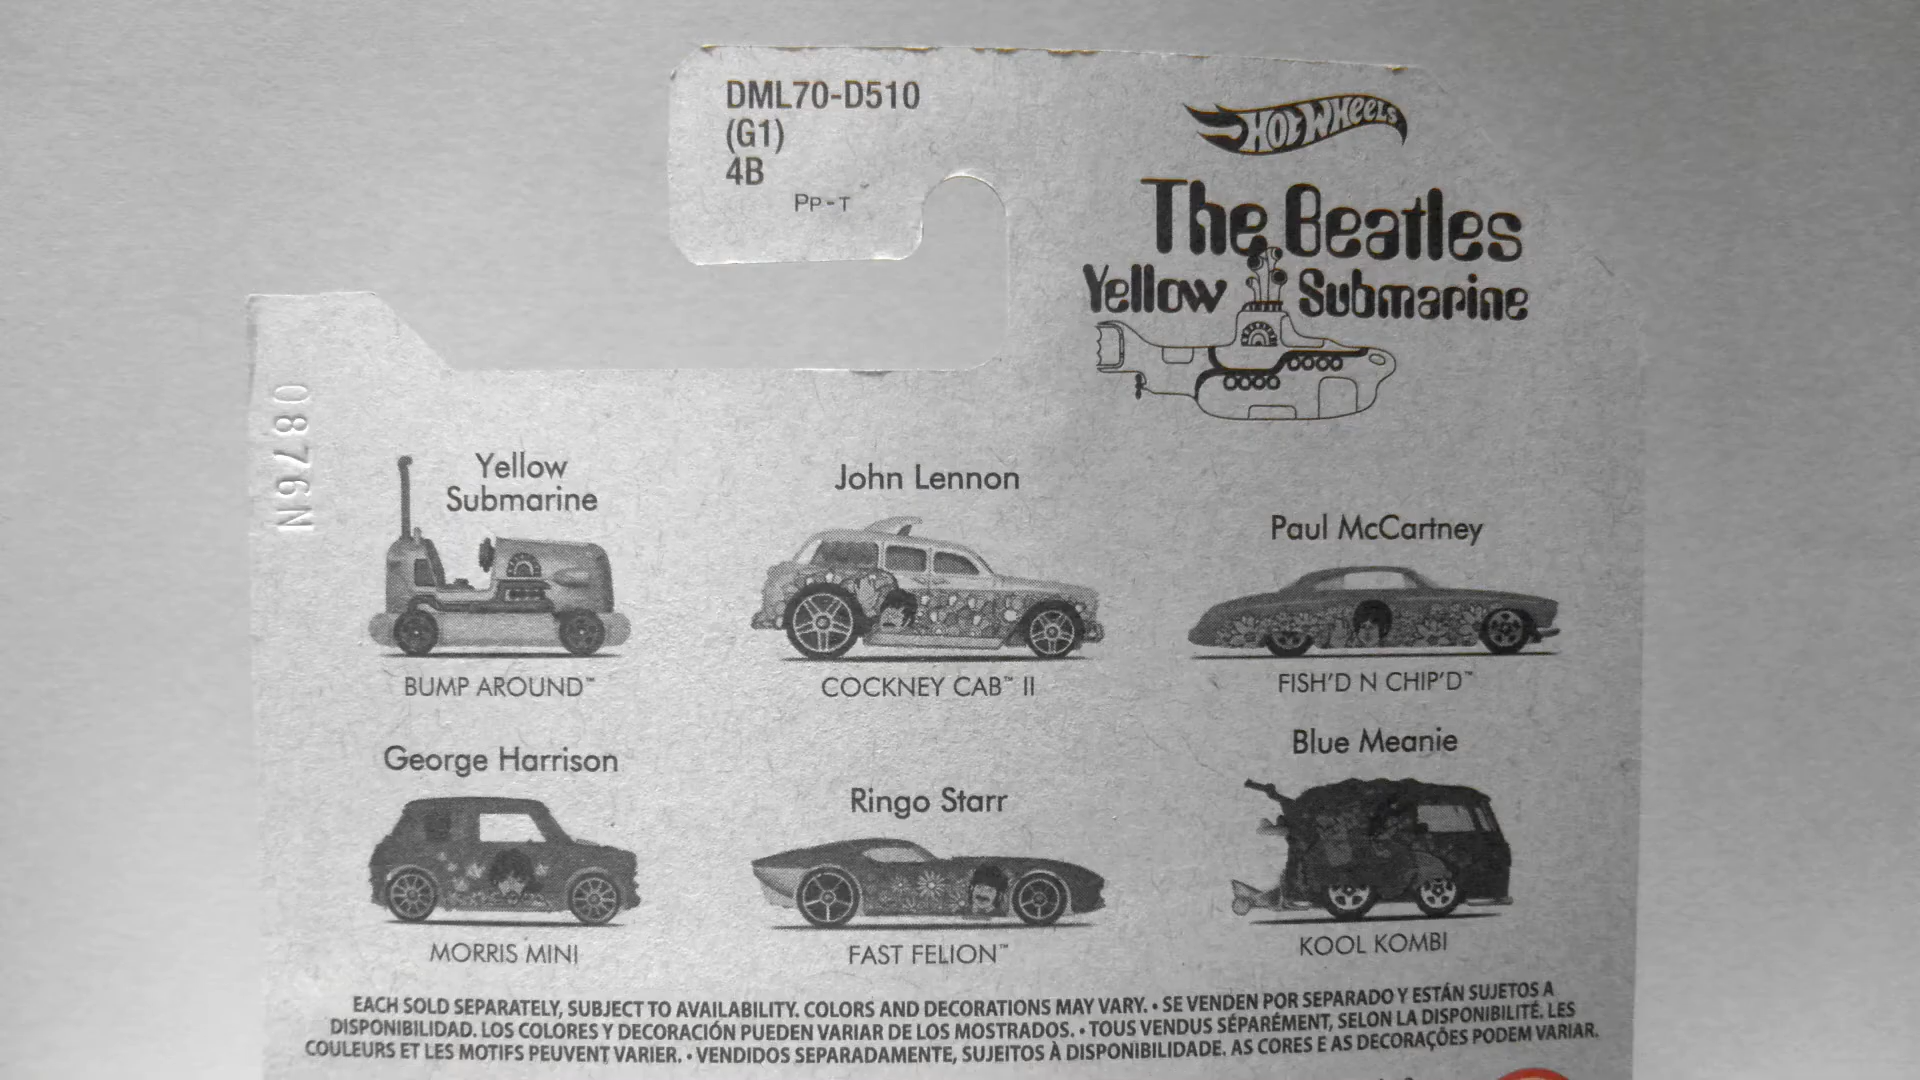 DML70-D510
(G1)
4B
PP-T
HOT WHEELS
The Beatles
Yellow Submarine
0876N
Yellow
Submarine
BUMP AROUND™
John Lennon
COCKNEY CAB™ II
Paul McCartney
FISH'D N CHIP'D™
George Harrison
MORRIS MINI
Ringo Starr
FAST FELION™
Blue Meanie
KOOL KOMBI
EACH SOLD SEPARATELY, SUBJECT TO AVAILABILITY. COLORS AND DECORATIONS MAY VARY. • SE VENDEN POR SEPARADO Y ESTÁN SUJETOS A
DISPONIBILIDAD. LOS COLORES Y DECORACIÓN PUEDEN VARIAR DE LOS MOSTRADOS. • TOUS VENDUS SÉPARÉMENT, SELON LA DISPONIBILITÉ. LES
COULEURS ET LES MOTIFS PEUVENT VARIER. • VENDIDOS SEPARADAMENTE, SUJEITOS À DISPONIBILIDADE. AS CORES E AS DECORAÇÕES PODEM VARIAR.